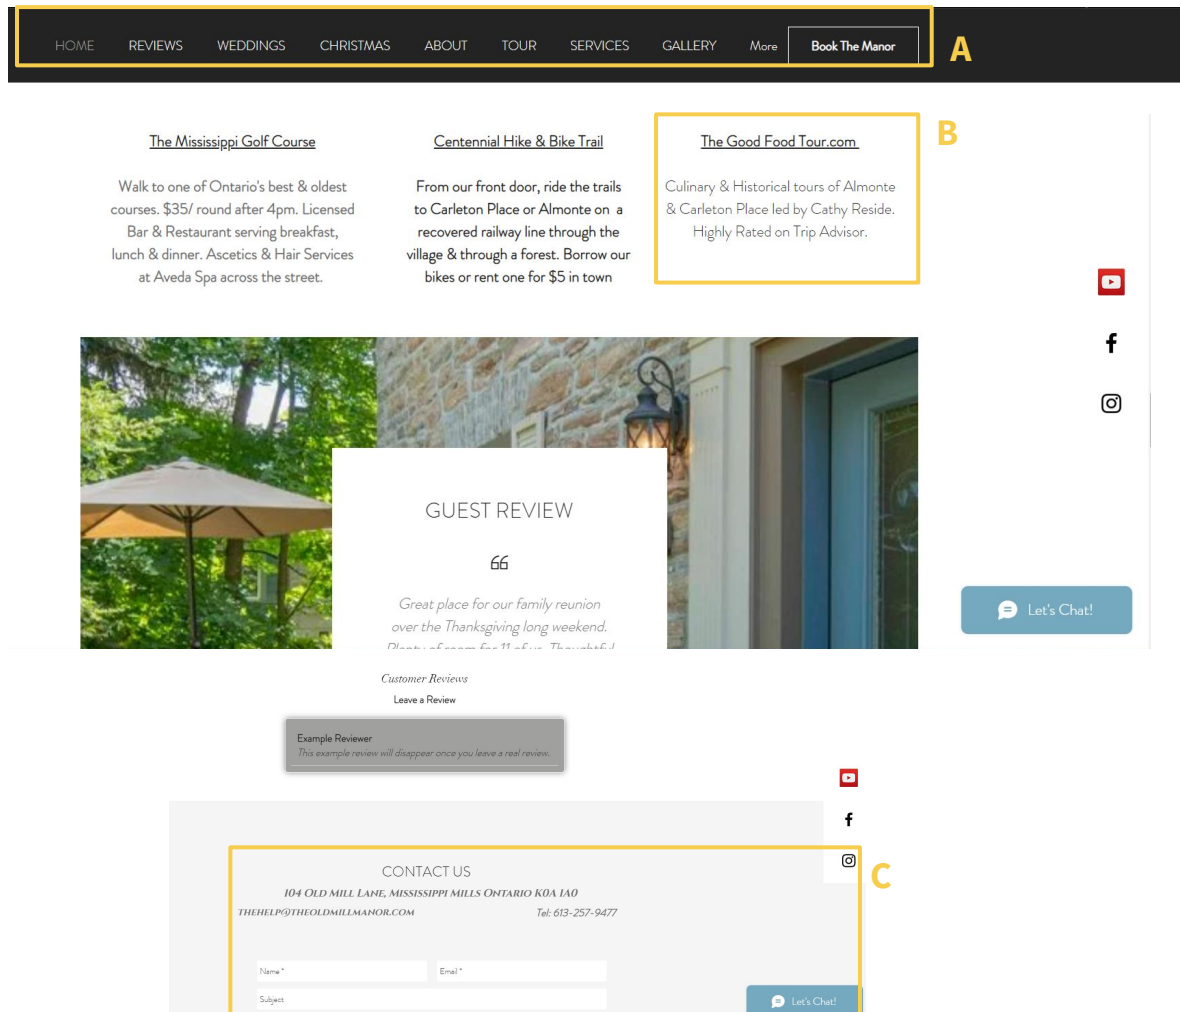 HOME REVIEWS WEDDINGS CHRISTMAS ABOUT TOUR SERVICES GALLERY More Book The Manor
A
The Mississippi Golf Course
Walk to one of Ontario's best & oldest
courses. $35/ round after 4pm. Licensed
Bar & Restaurant serving breakfast,
lunch & dinner. Ascetics & Hair Services
at Aveda Spa across the street.
Centennial Hike & Bike Trail
From our front door, ride the trails
to Carleton Place or Almonte on a
recovered railway line through the
village & through a forest. Borrow our
bikes or rent one for $5 in town
The Good Food Tour.com
Culinary & Historical tours of Almonte
& Carleton Place led by Cathy Reside.
Highly Rated on Trip Advisor.
B
GUEST REVIEW
66
Great place for our family reunion
over the Thanksgiving long weekend.
Plenty of room for 11 of us. Thoughtful
Let's Chat!
Customer Reviews
Leave a Review
Example Reviewer
This example review will disappear once you leave a real review.
CONTACT US
C
104 OLD MILL LANE, MISSISSIPPI MILLS ONTARIO K0A 1A0
THEHELP@THEOLDMILLMANOR.COM Tel: 613-257-9477
Name * Email *
Subject
Let's Chat!